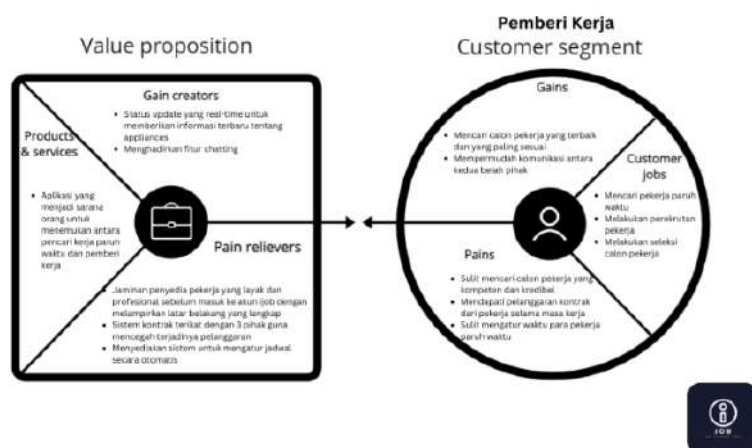 Pemberi Kerja
Value proposition
Customer segment
Gain creators
Status update yang real-time untuk
memberikan informasi terbaru tentang
appliances
Menghadirkan fitur chatting
Products
& services
Aplikasi yang
menjadi sarana
orang untuk
menemukan antara
pencari kerja paruh
waktu dan pemberi
kerja
Pain relievers
Jaminan penyedia pekerja yang layak dan
profesional sebelum masuk ke akun ijob dengan
melampirkan latar belakang yang lengkap
Sistem kontrak terikat dengan 3 pihak guna
mencegah terjadinya pelanggaran
Menyediakan sistem untuk mengatur jadwal
secara otomatis
Gains
Mencari calon pekerja yang terbaik
dan yang paling sesuai
Mempermudah komunikasi antara
kedua belah pihak
Customer
jobs
Mencari pekerja paruh
waktu
Melakukan perekrutan
pekerja
Melakukan seleksi
calon pekerja
Pains
Sulit mencari calon pekerja yang
kompeten dan kredibel
Mendapati pelanggaran kontrak
dari pekerja selama masa kerja
Sulit mengatur waktu para pekerja
paruh waktu
JOB